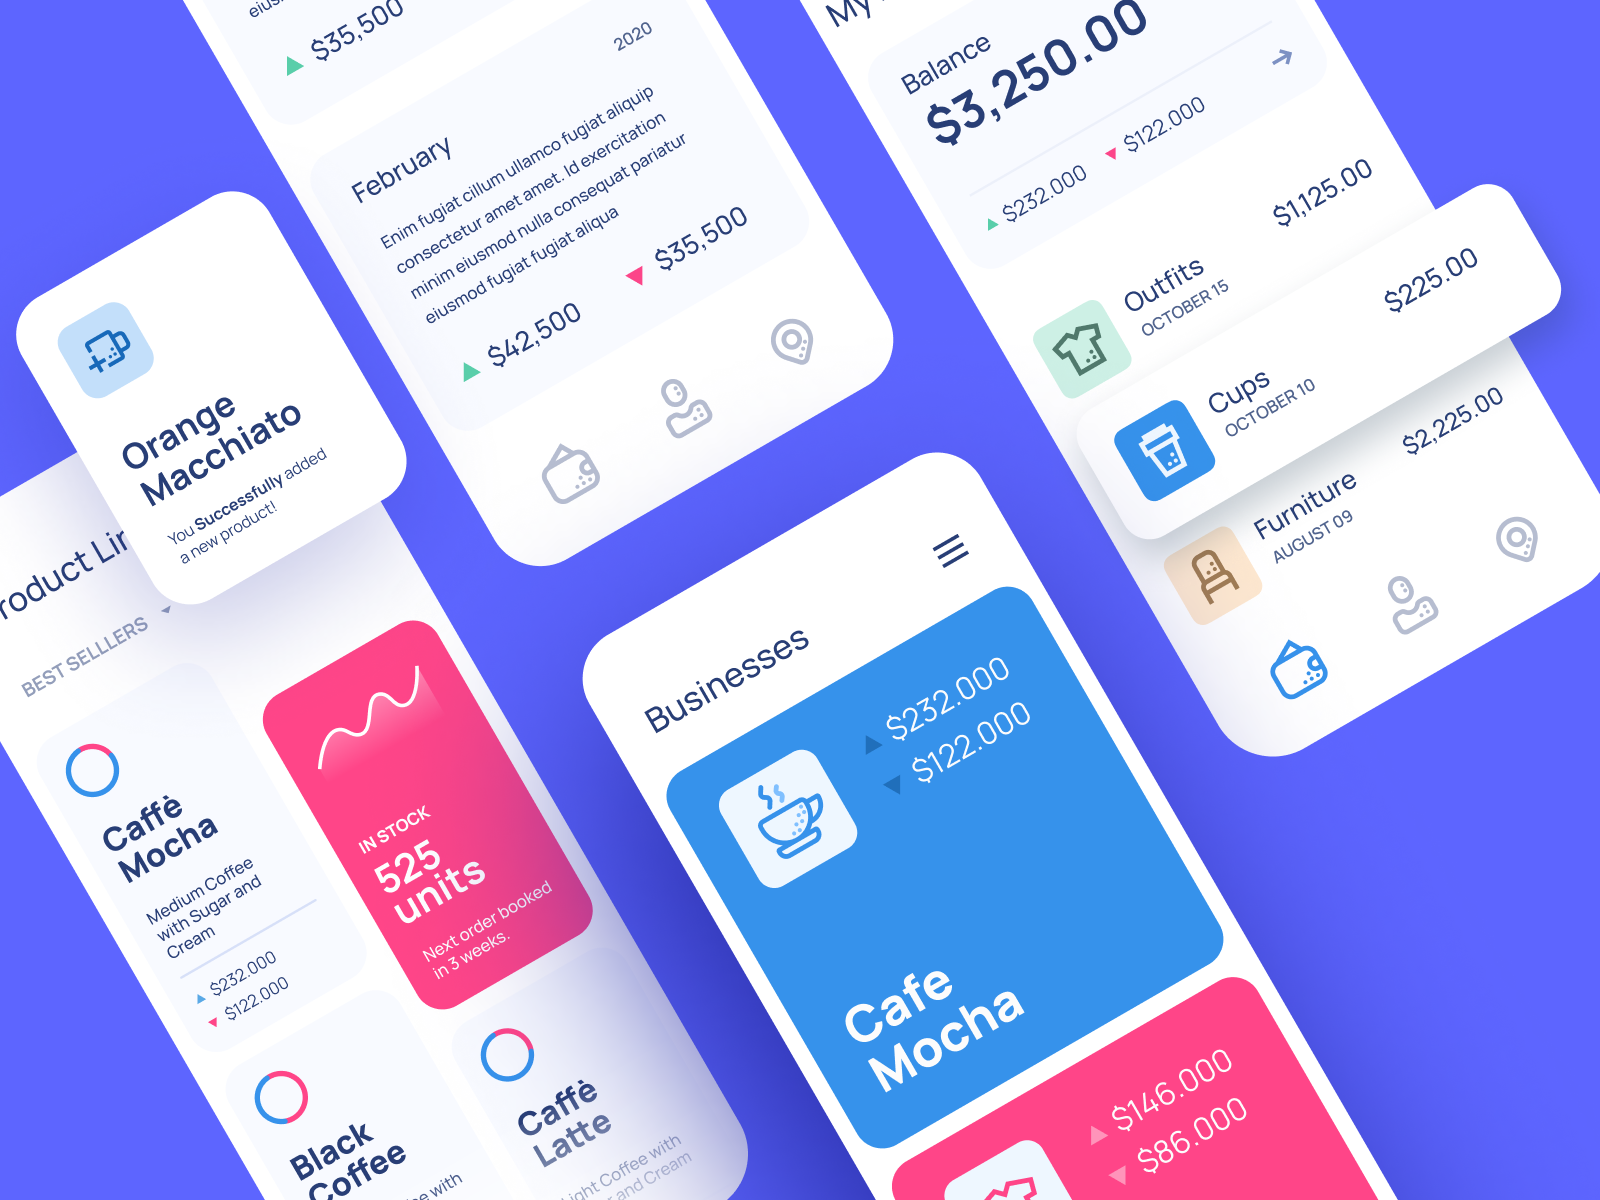 $35,500
2020
February
Enim fugiat cillum ullamco fugiat aliquip
consectetur amet amet. Id exercitation
minim eiusmod nulla consequat pariatur
eiusmod fugiat fugiat aliqua
$42,500
$35,500
My
Balance
$3,250.00
$232.000
$122.000
$1,125.00
Outfits
OCTOBER 15
$225.00
Cups
OCTOBER 10
$2,225.00
Furniture
AUGUST 09
Orange
Macchiato
You Successfully added
a new product!
roduct Lin
BEST SELLLERS
Caffè
Mocha
Medium Coffee
with Sugar and
Cream
$232.000
$122.000
IN STOCK
525
units
Next order booked
in 3 weeks.
Black
Coffee
with
Caffè
Latte
Light Coffee with
and Cream
Businesses
$232.000
$122.000
Cafe
Mocha
$146.000
$86.000